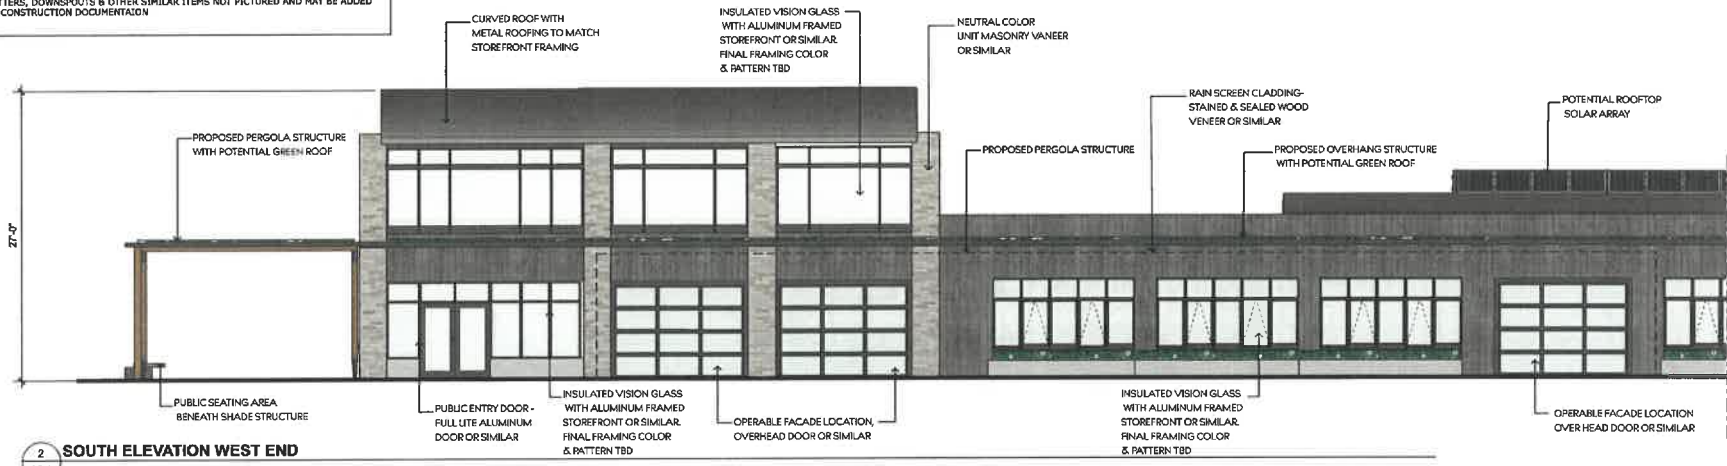 TTERS, DOWNSPOUTS & OTHER SIMILAR ITEMS NOT PICTURED AND MAY BE ADDED
CONSTRUCTION DOCUMENTAION
CURVED ROOF WITH
METAL ROOFING TO MATCH
STOREFRONT FRAMING
INSULATED VISION GLASS
WITH ALUMINUM FRAMED
STOREFRONT OR SIMILAR.
FINAL FRAMING COLOR
& PATTERN TBD
NEUTRAL COLOR
UNIT MASONRY VANEER
OR SIMILAR
RAIN SCREEN CLADDING-
STAINED & SEALED WOOD
VENEER OR SIMILAR
POTENTIAL ROOFTOP
SOLAR ARRAY
PROPOSED PERGOLA STRUCTURE
WITH POTENTIAL GREEN ROOF
PROPOSED PERGOLA STRUCTURE
PROPOSED OVERHANG STRUCTURE
WITH POTENTIAL GREEN ROOF
27'-0"
PUBLIC SEATING AREA
BENEATH SHADE STRUCTURE
PUBLIC ENTRY DOOR -
FULL LITE ALUMINUM
DOOR OR SIMILAR
INSULATED VISION GLASS
WITH ALUMINUM FRAMED
STOREFRONT OR SIMILAR.
FINAL FRAMING COLOR
& PATTERN TBD
OPERABLE FACADE LOCATION,
OVERHEAD DOOR OR SIMILAR
INSULATED VISION GLASS
WITH ALUMINUM FRAMED
STOREFRONT OR SIMILAR.
FINAL FRAMING COLOR
& PATTERN TBD
OPERABLE FACADE LOCATION
OVER HEAD DOOR OR SIMILAR
2 SOUTH ELEVATION WEST END